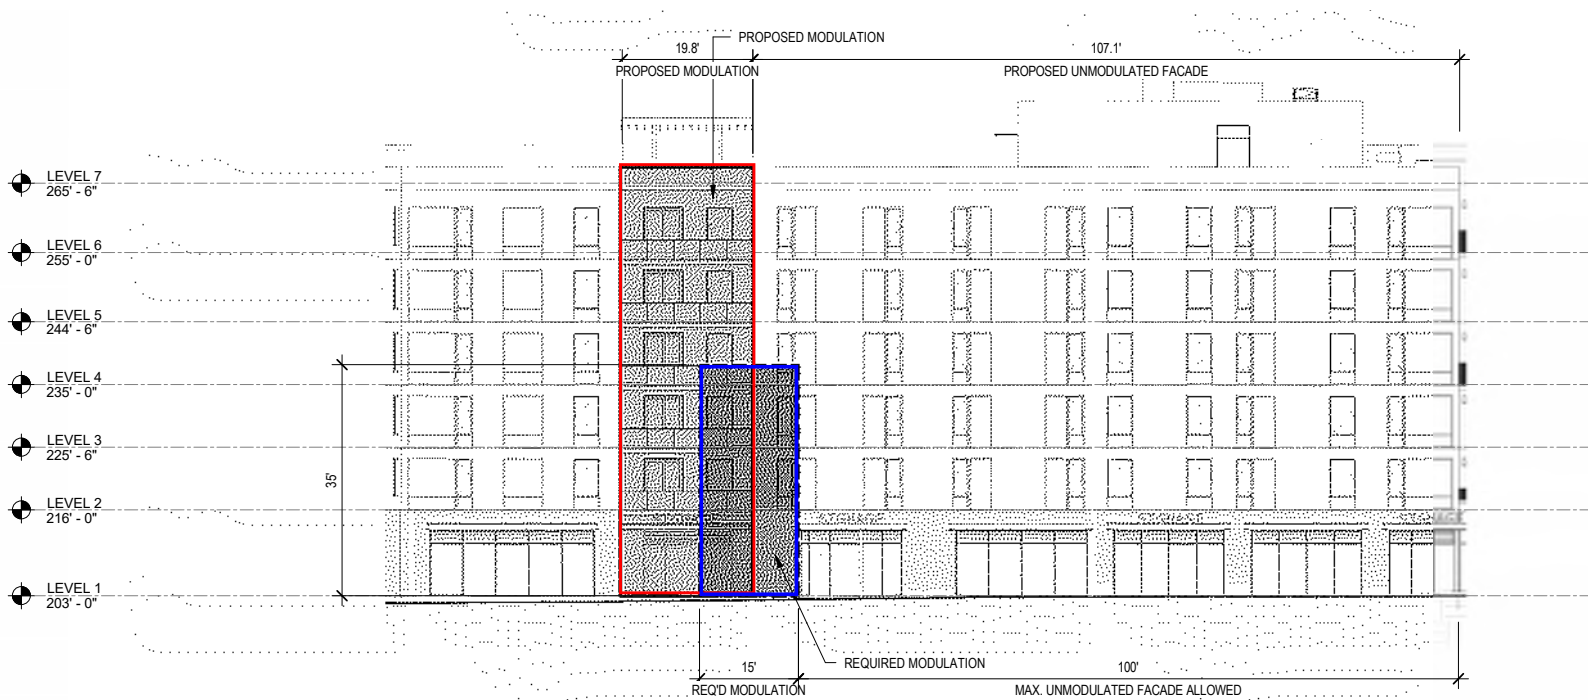 PROPOSED MODULATION
19.8'
107.1'
PROPOSED MODULATION
PROPOSED UNMODULATED FACADE
LEVEL 7
265' - 6"
LEVEL 6
255' - 0"
LEVEL 5
244' - 6"
LEVEL 4
235' - 0"
LEVEL 3
225' - 6"
35'
LEVEL 2
216' - 0"
LEVEL 1
203' - 0"
REQUIRED MODULATION
15'
100'
REQ'D MODULATION
MAX. UNMODULATED FACADE ALLOWED